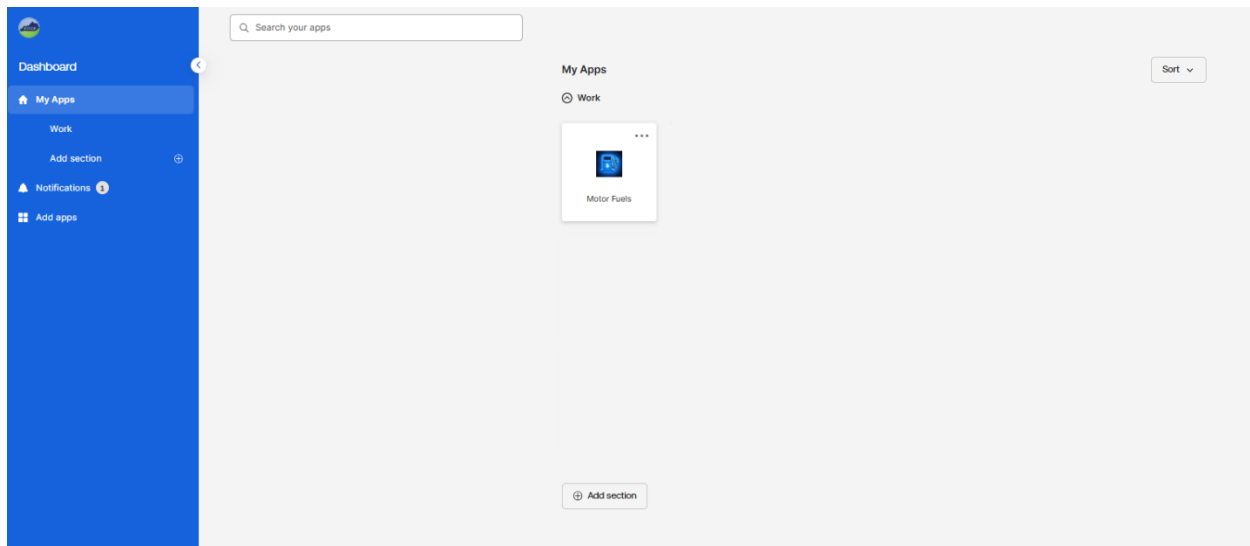 Search your apps
Dashboard
My Apps
Work
Add section
Notifications 1
Add apps
My Apps
Sort
Work
Motor Fuels
Add section